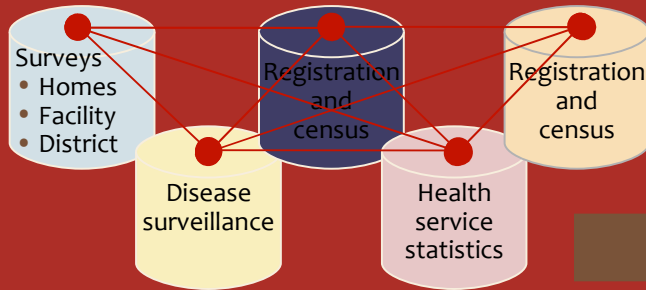 Surveys
• Homes
• Facility
• District
Registration
and
census
Registration
and
census
Disease
surveillance
Health
service
statistics